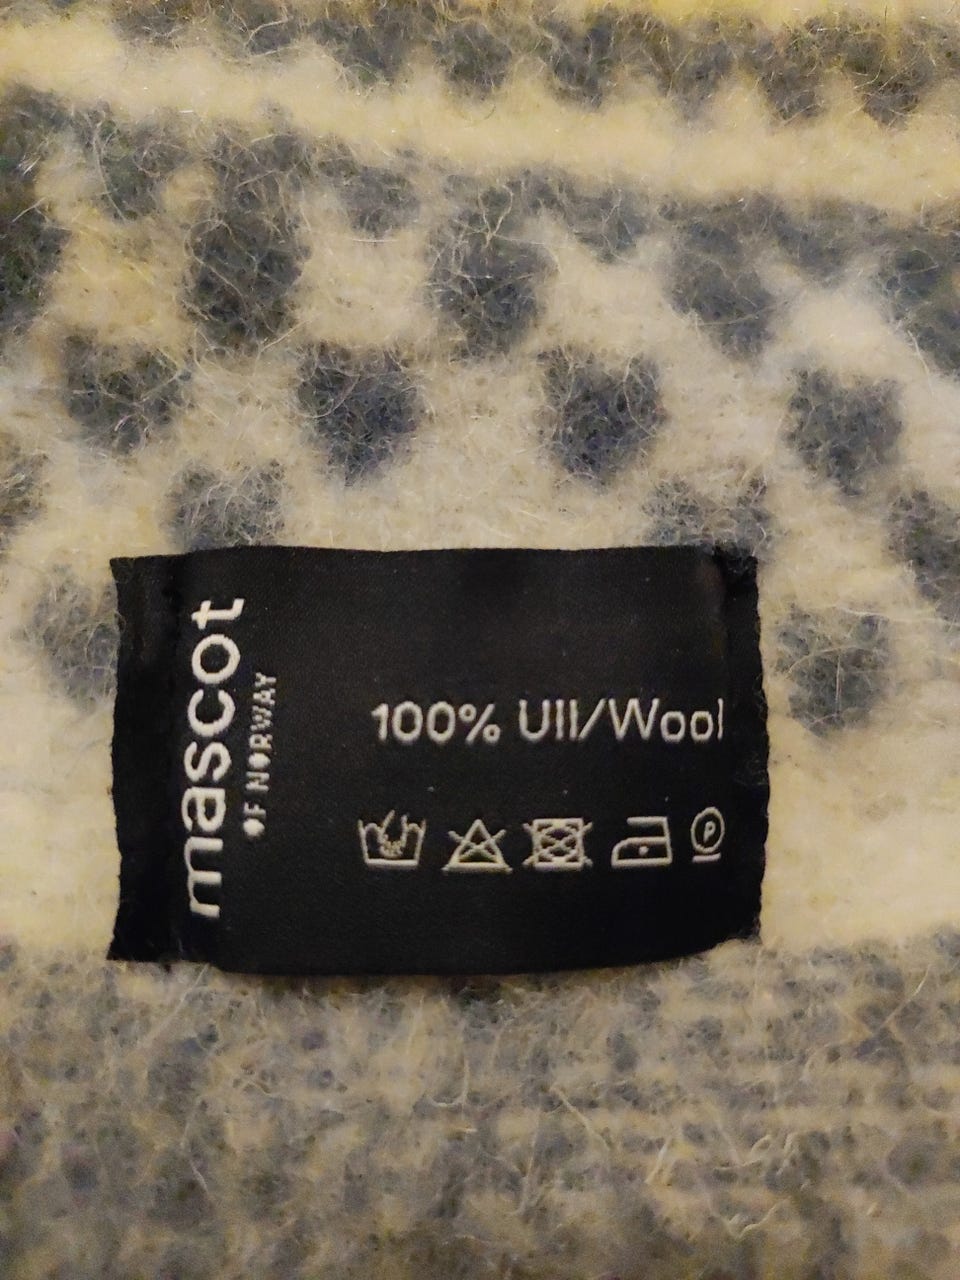 mascot
OF NORWAY
100% Ull/Wool
P